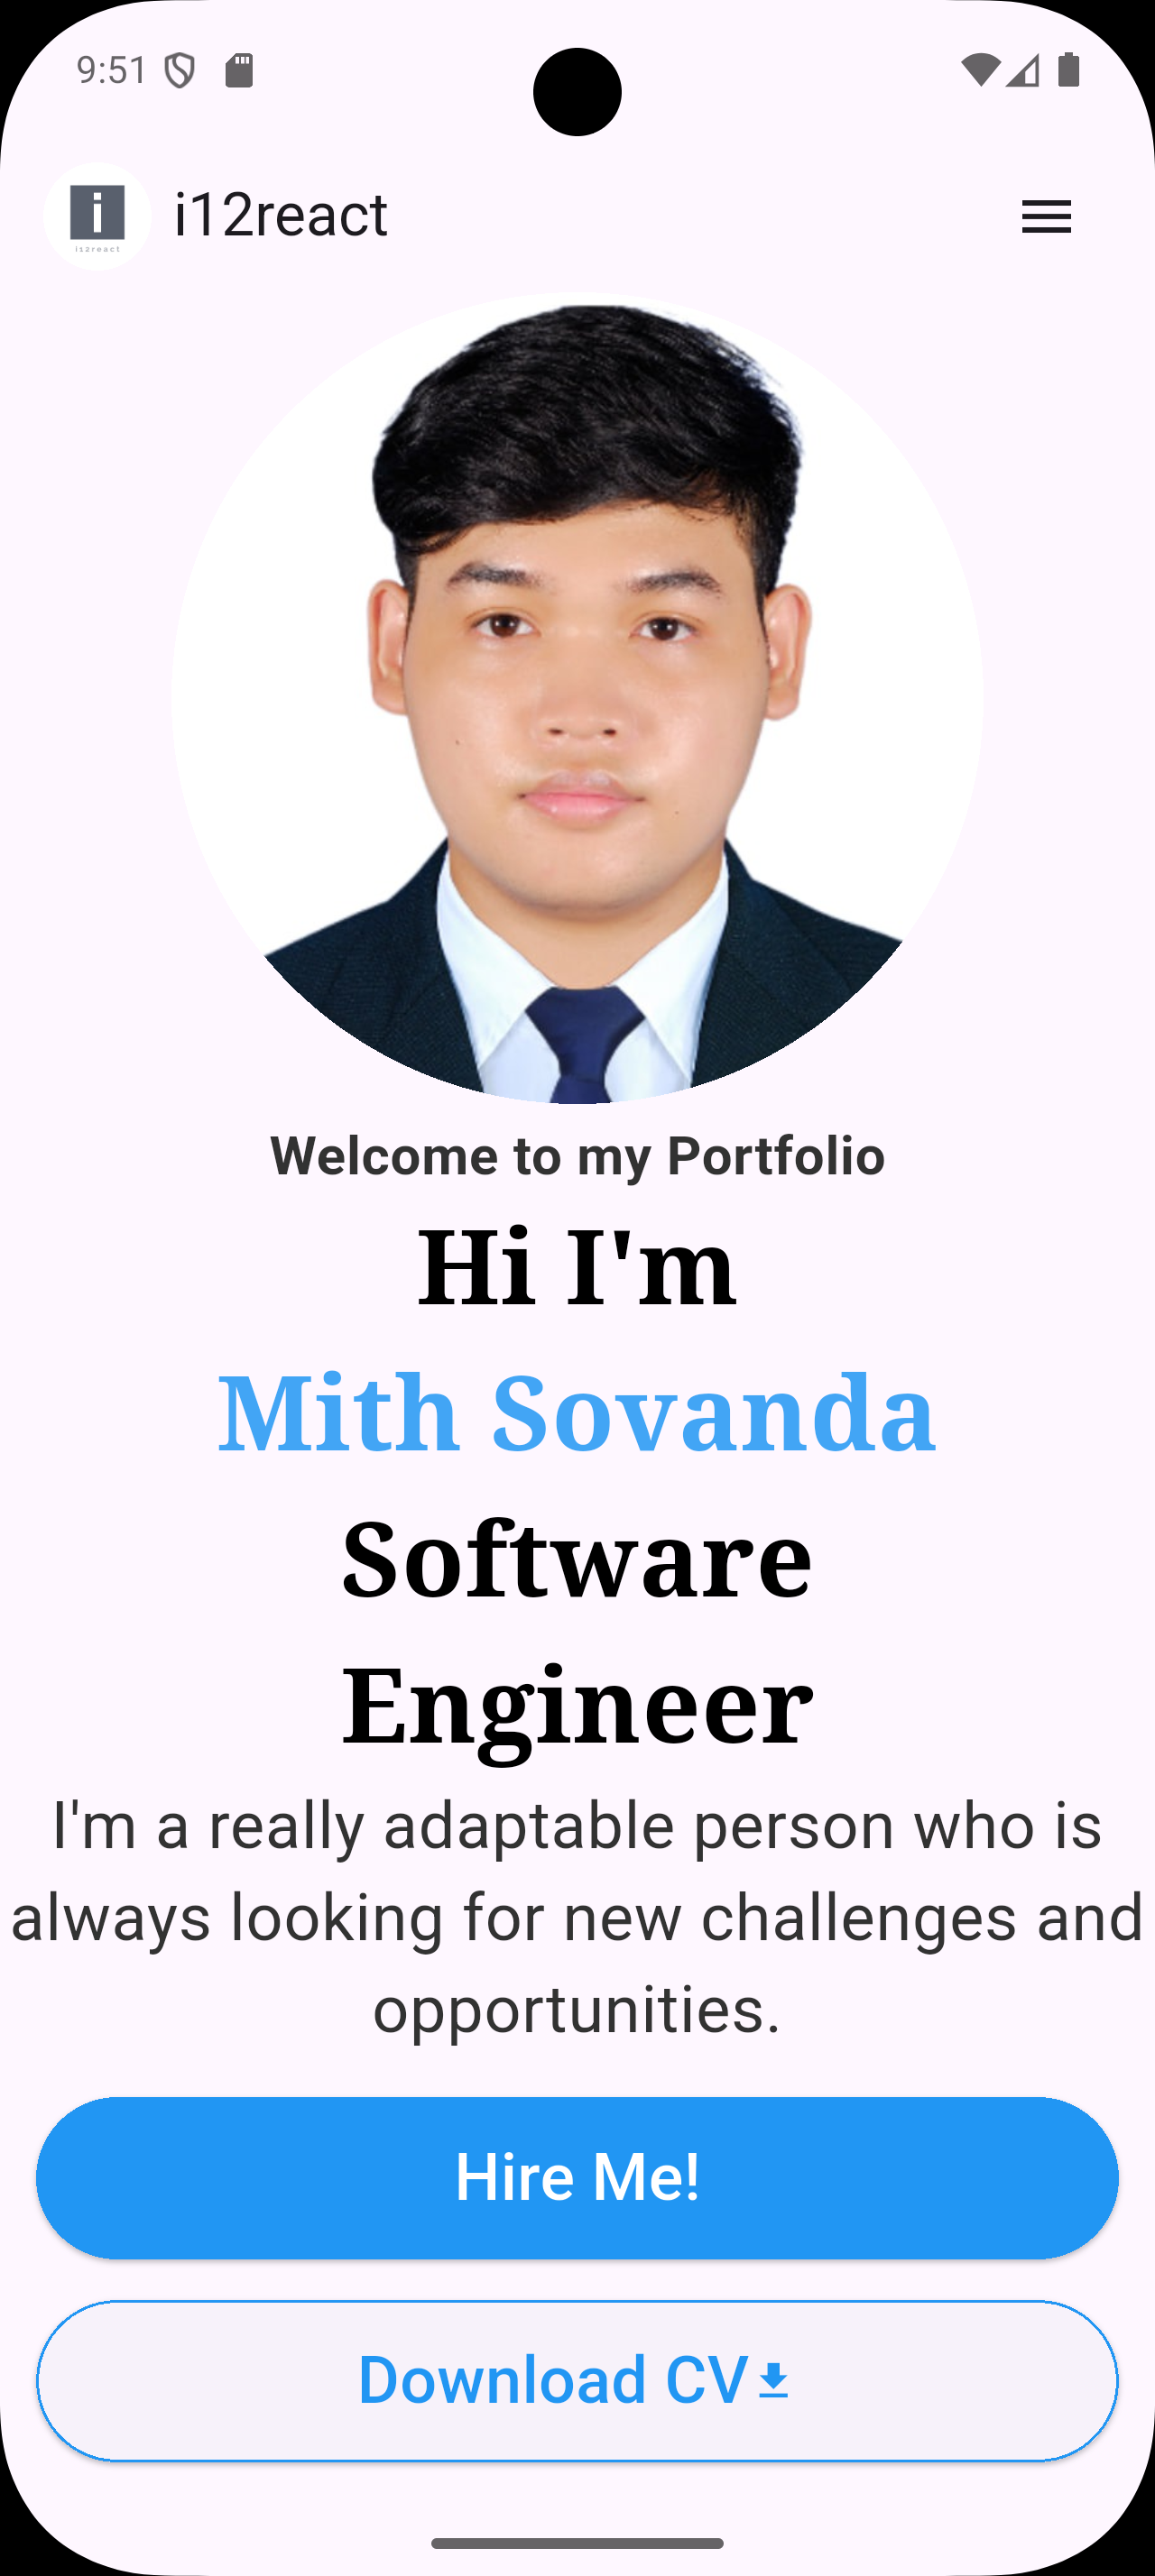 9:51
i
i12react
i12react
Welcome to my Portfolio
Hi I'm
Mith Sovanda
Software
Engineer
I'm a really adaptable person who is
always looking for new challenges and
opportunities.
Hire Me!
Download CV